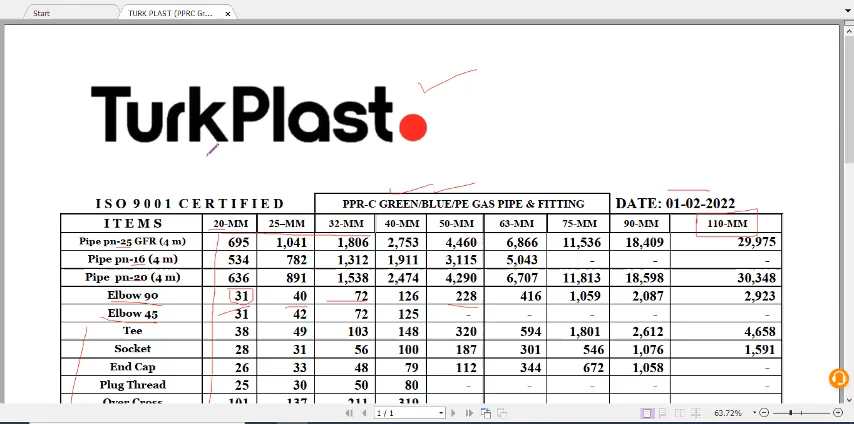 Start
TURK PLAST (PPRC Gr...
TurkPlast
ISO 9001 CERTIFIED PPR-C GREEN/BLUE/PE GAS PIPE & FITTING DATE: 01-02-2022
ITEMS 20-MM 25–MM 32-MM 40-MM 50-MM 63-MM 75-MM 90-MM 110-MM
Pipe pn-25 GFR (4 m) 695 1,041 1,806 2,753 4,460 6,866 11,536 18,409 29,975
Pipe pn-16 (4 m) 534 782 1,312 1,911 3,115 5,043 - - -
Pipe pn-20 (4 m) 636 891 1,538 2,474 4,290 6,707 11,813 18,598 30,348
Elbow 90 31 40 72 126 228 416 1,059 2,087 2,923
Elbow 45 31 42 72 125 - - - - -
Tee 38 49 103 148 320 594 1,801 2,612 4,658
Socket 28 31 56 100 187 301 546 1,076 1,591
End Cap 26 33 48 79 112 344 672 1,058 -
Plug Thread 25 30 50 80 - - - - -
Over Cross 101 137 211 319
1 / 1
63.72%